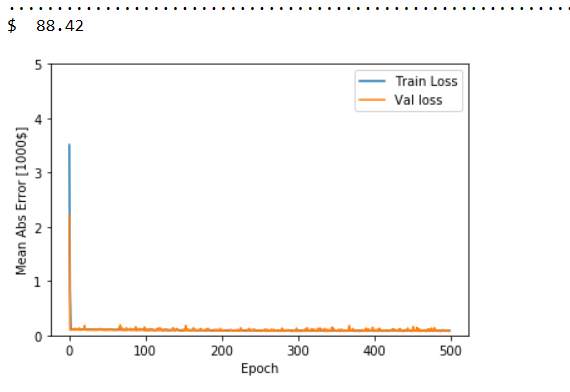 ......................................................................
$  88.42
5
Train Loss
Val loss
4
3
2
1
0
Mean Abs Error [1000$]
0 100 200 300 400 500
Epoch